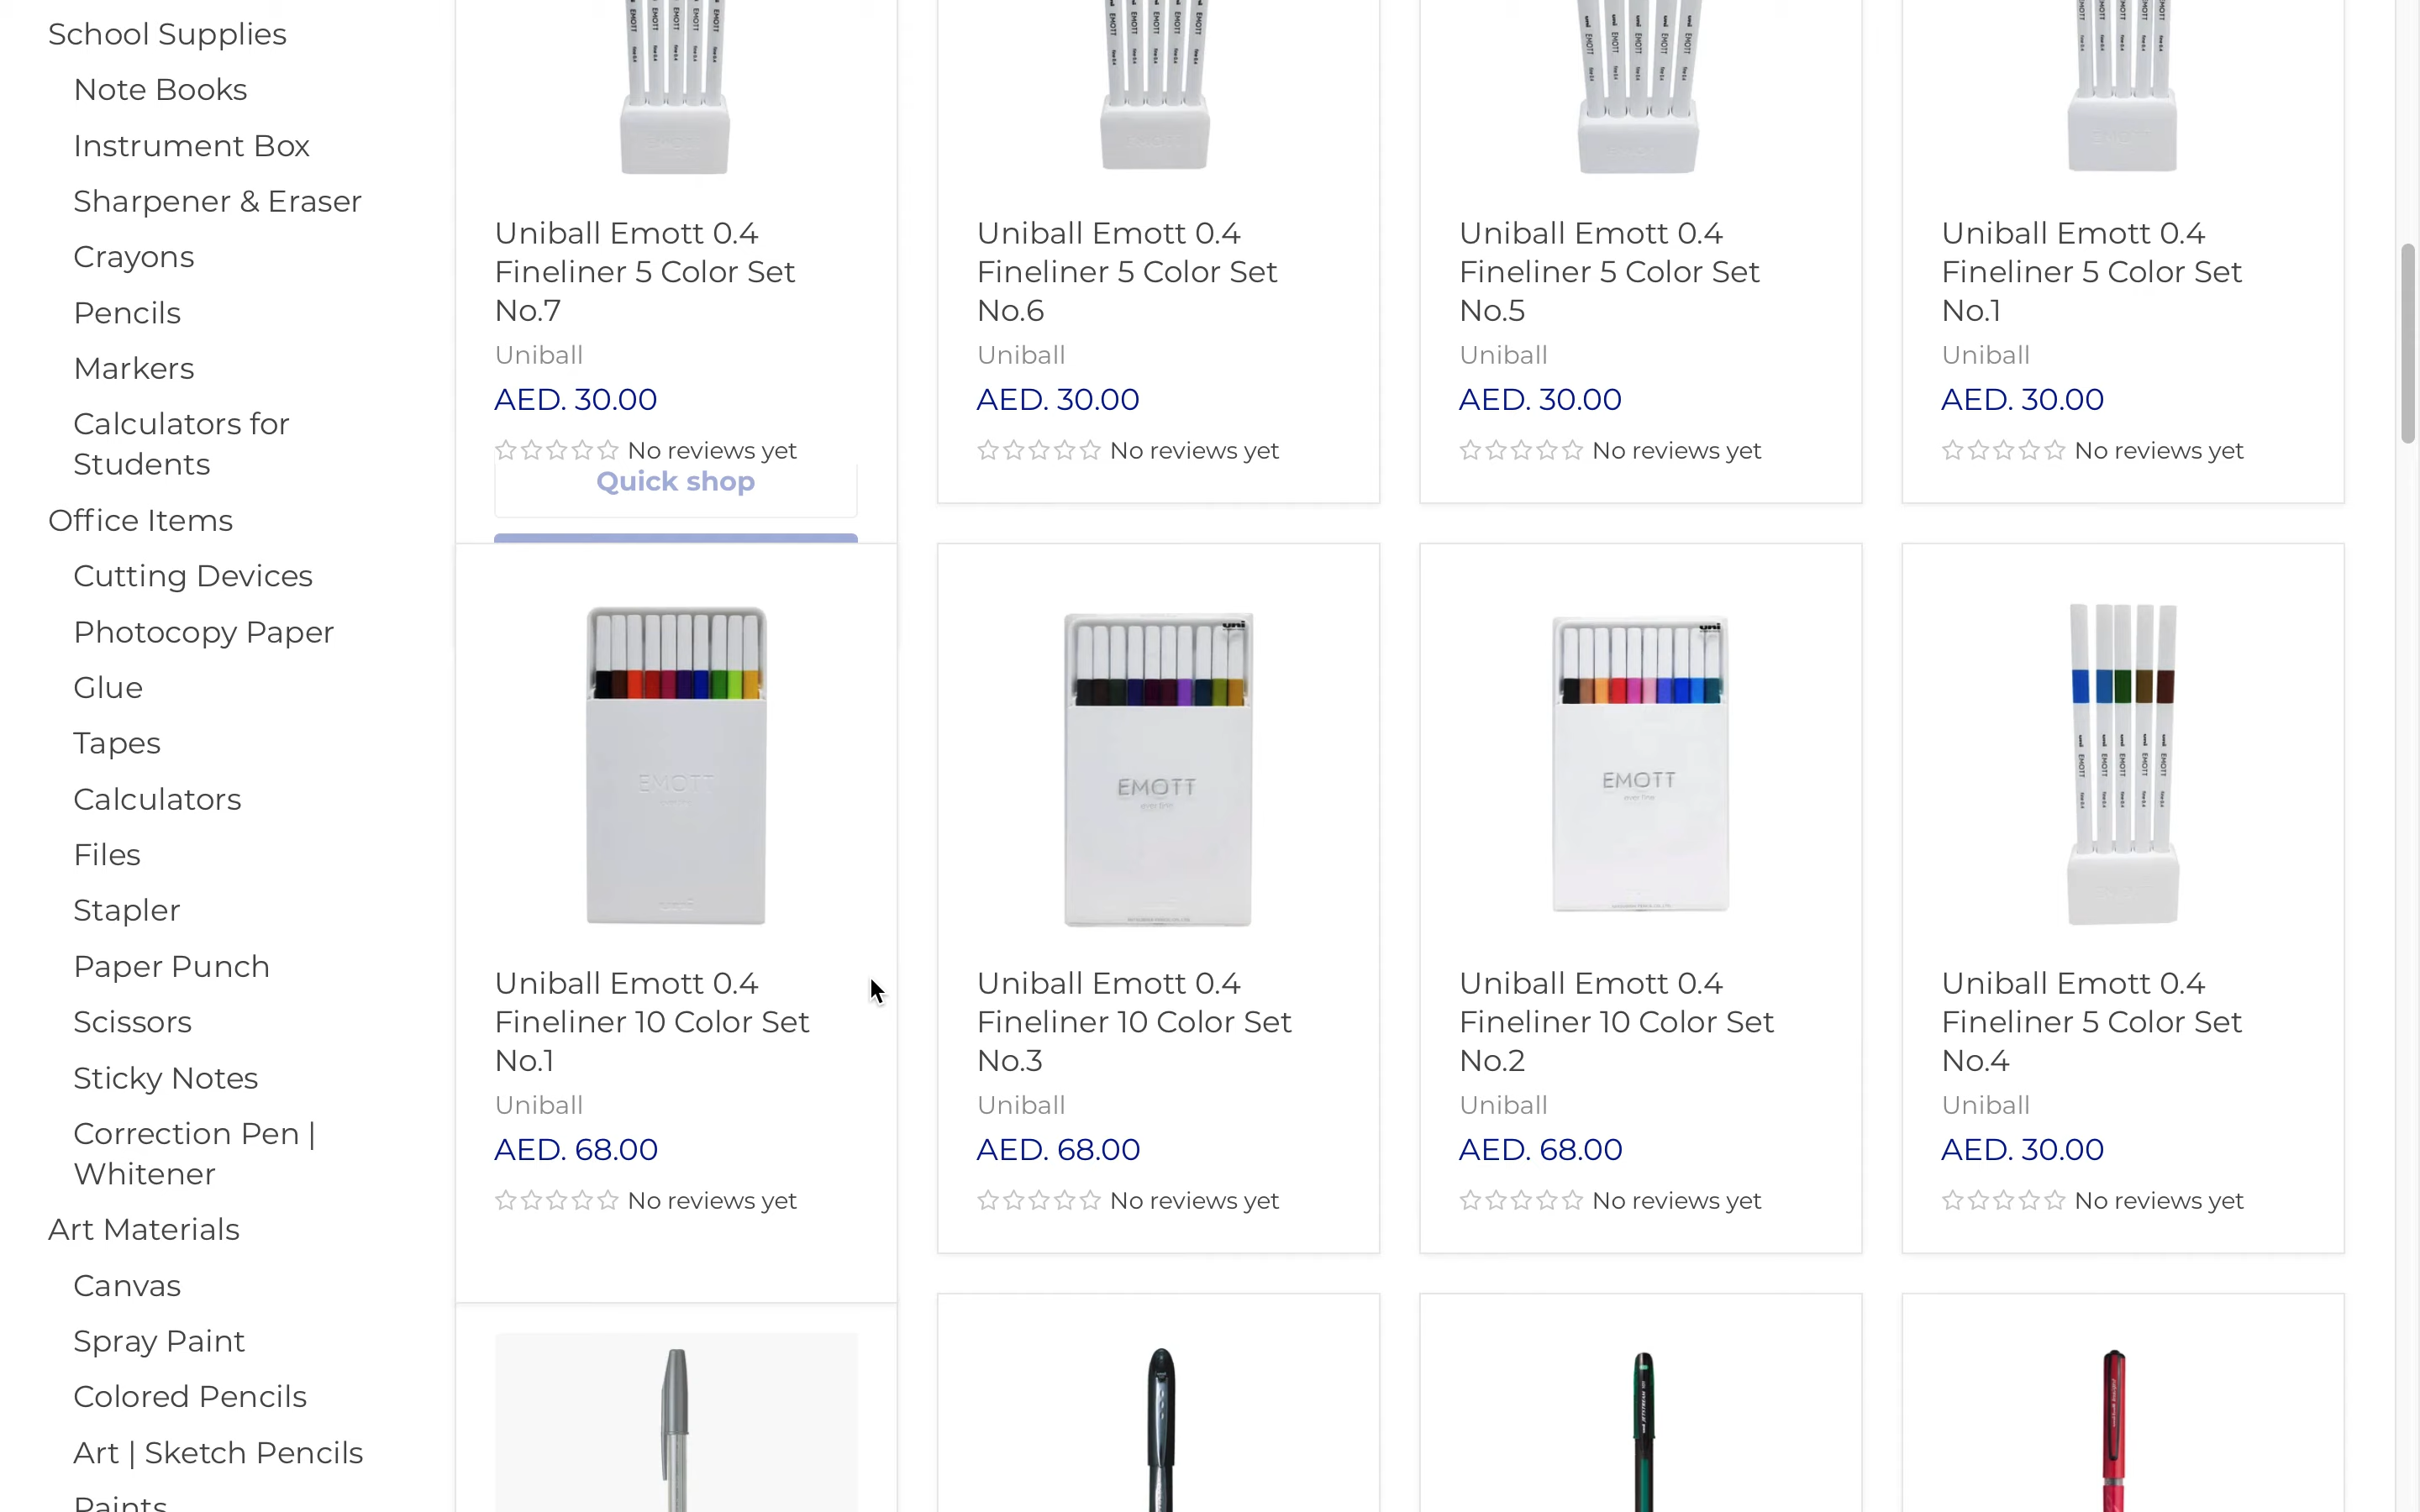 School Supplies
Note Books
Instrument Box
Sharpener & Eraser
Crayons
Pencils
Markers
Calculators for
Students
Office Items
Cutting Devices
Photocopy Paper
Glue
Tapes
Calculators
Files
Stapler
Paper Punch
Scissors
Sticky Notes
Correction Pen |
Whitener
Art Materials
Canvas
Spray Paint
Colored Pencils
Art | Sketch Pencils
Paints
Uniball Emott 0.4
Fineliner 5 Color Set
No.7
Uniball
AED. 30.00
No reviews yet
Quick shop
Uniball Emott 0.4
Fineliner 5 Color Set
No.6
Uniball
AED. 30.00
No reviews yet
Uniball Emott 0.4
Fineliner 5 Color Set
No.5
Uniball
AED. 30.00
No reviews yet
Uniball Emott 0.4
Fineliner 5 Color Set
No.1
Uniball
AED. 30.00
No reviews yet
EMOTT
Uniball Emott 0.4
Fineliner 10 Color Set
No.1
Uniball
AED. 68.00
No reviews yet
uni
EMOTT
Uniball Emott 0.4
Fineliner 10 Color Set
No.3
Uniball
AED. 68.00
No reviews yet
uni
EMOTT
Uniball Emott 0.4
Fineliner 10 Color Set
No.2
Uniball
AED. 68.00
No reviews yet
Uniball Emott 0.4
Fineliner 5 Color Set
No.4
Uniball
AED. 30.00
No reviews yet